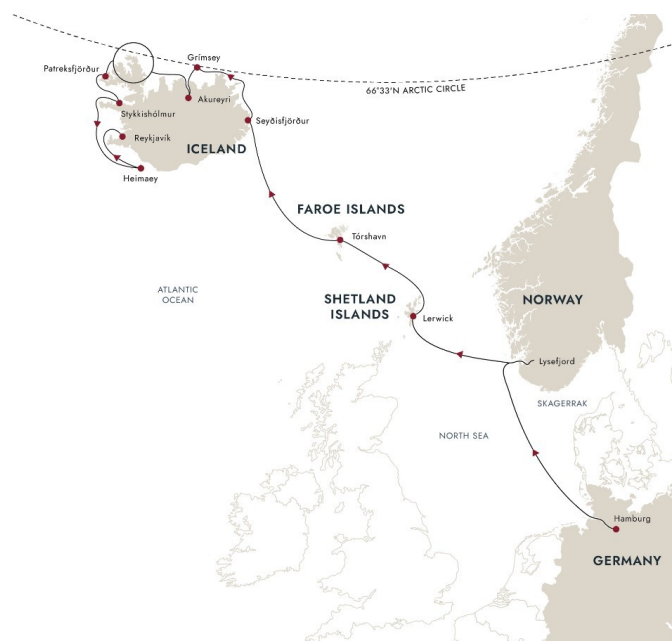 Grímsey
Patreksfjörður
66°33'N ARCTIC CIRCLE
Akureyri
Stykkishólmur
Seyðisfjörður
Reykjavík
ICELAND
Heimaey
FAROE ISLANDS
Tórshavn
ATLANTIC
OCEAN
SHETLAND
ISLANDS
NORWAY
Lerwick
Lysefjord
SKAGERRAK
NORTH SEA
Hamburg
GERMANY